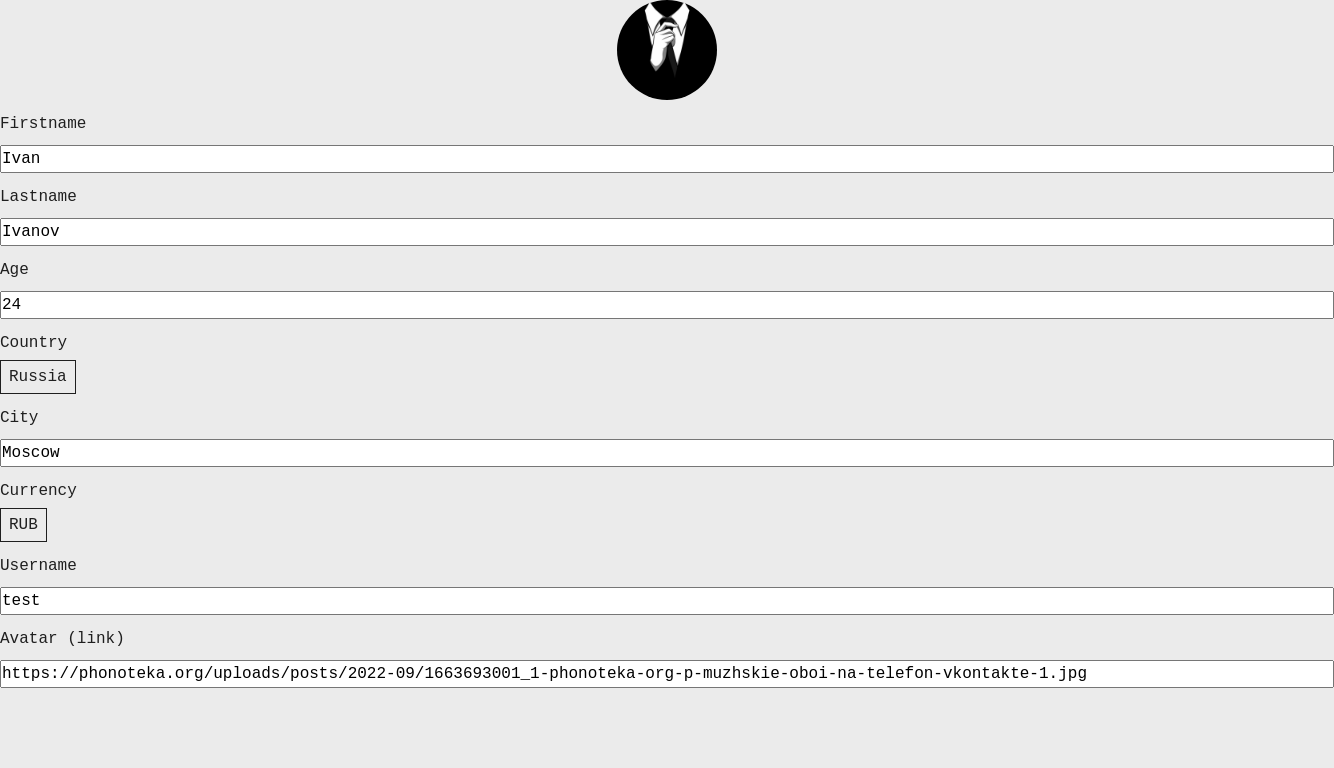 Firstname
Ivan
Lastname
Ivanov
Age
24
Country
Russia
City
Moscow
Currency
RUB
Username
test
Avatar (link)
https://phonoteka.org/uploads/posts/2022-09/1663693001_1-phonoteka-org-p-muzhskie-oboi-na-telefon-vkontakte-1.jpg